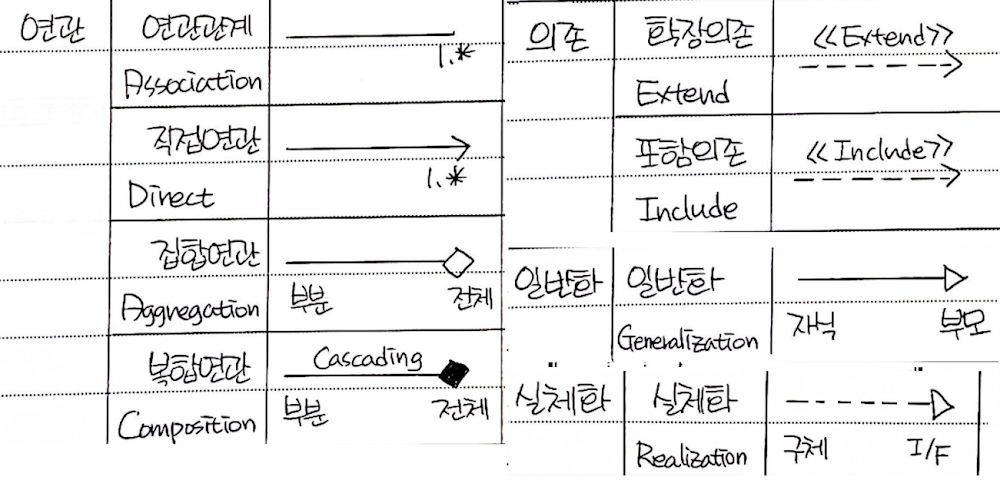 연관 연관관계
1.*
Association
직접연관
1.*
Direct
집합연관
Aggregation 부분 전체
복합연관 Cascading
Composition 부분 전체
의존 확장의존 <<Extend>>
Extend
포함의존 <<Include>>
Include
일반화 일반화
Generalization 자식 부모
실체화 실체화
Realization 구체 I/F